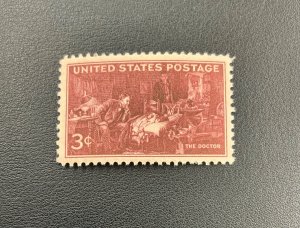 UNITED STATES POSTAGE
3¢
THE DOCTOR